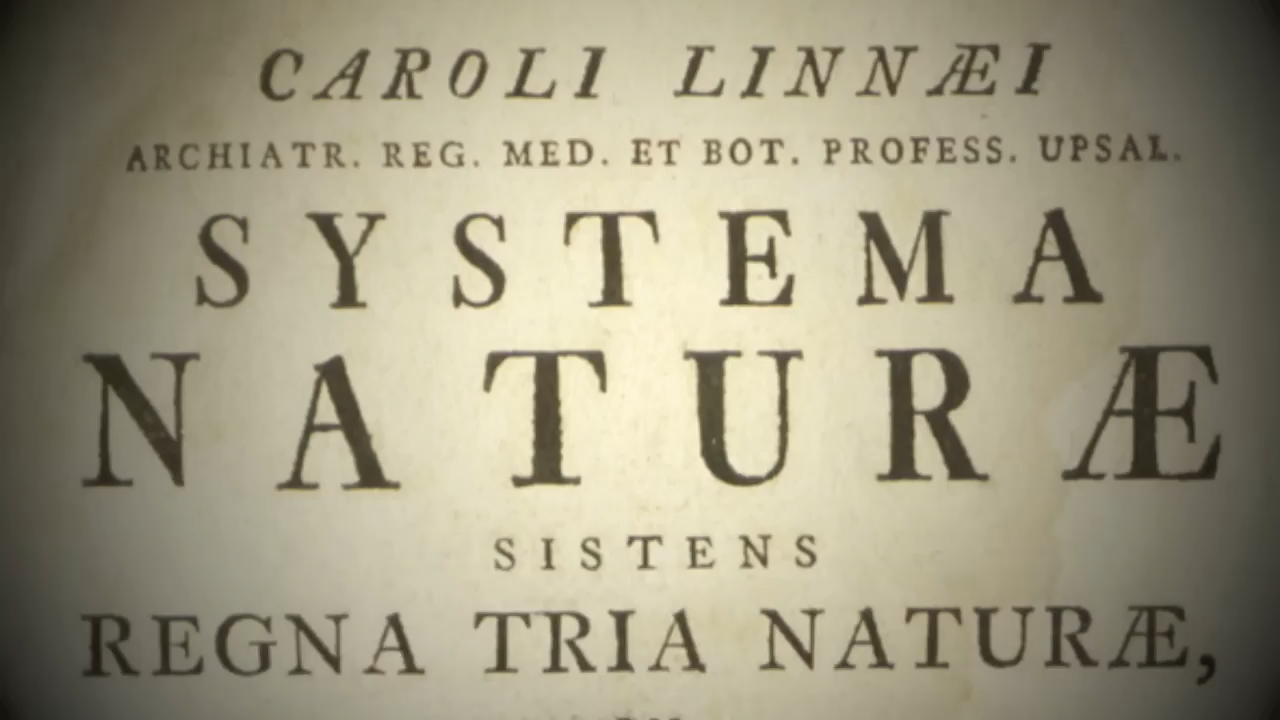 CAROLI LINNÆI
ARCHIATR. REG. MED. ET BOT. PROFESS. UPSAL.
SYSTEMA
NATURÆ
SISTENS
REGNA TRIA NATURÆ,